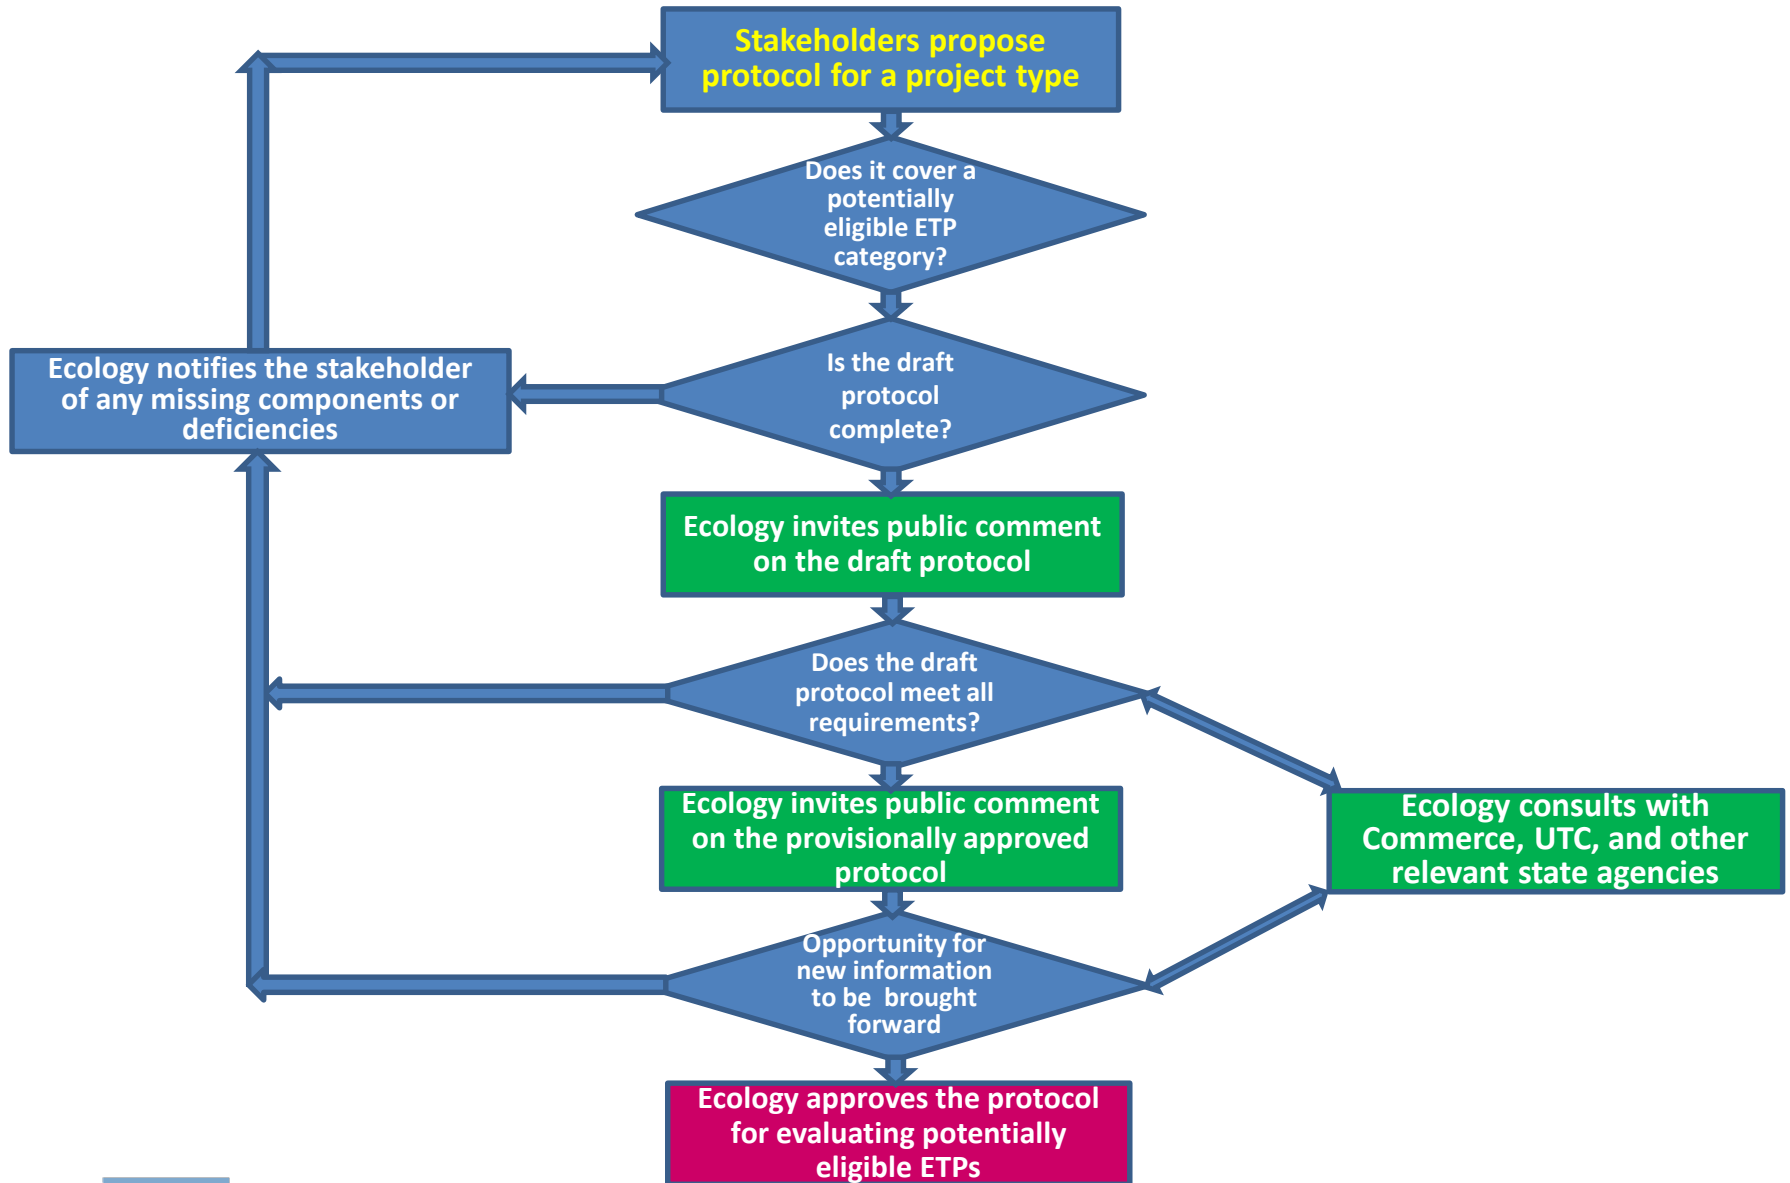 Stakeholders propose
protocol for a project type
Does it cover a
potentially
eligible ETP
category?
Ecology notifies the stakeholder
of any missing components or
deficiencies
Is the draft
protocol
complete?
Ecology invites public comment
on the draft protocol
Does the draft
protocol meet all
requirements?
Ecology invites public comment
on the provisionally approved
protocol
Ecology consults with
Commerce, UTC, and other
relevant state agencies
Opportunity for
new information
to be brought
forward
Ecology approves the protocol
for evaluating potentially
eligible ETPs